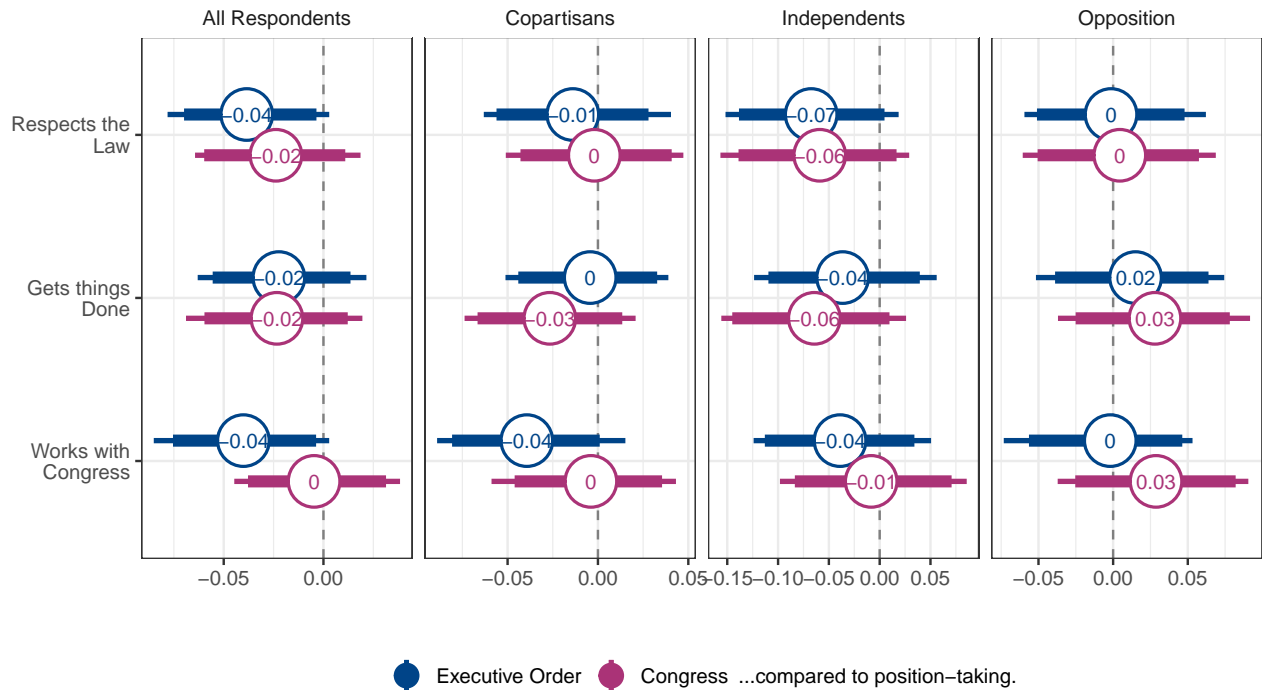 All Respondents Copartisans Independents Opposition
Respects the
Law
−0.04 −0.01 −0.07 0
−0.02 0 −0.06 0
Gets things
Done
−0.02 0 −0.04 0.02
−0.02 −0.03 −0.06 0.03
Works with
Congress
−0.04 −0.04 −0.04 0
0 0 −0.01 0.03
−0.05 0.00 −0.05 0.00 0.05 −0.15 −0.10 −0.05 0.00 0.05 −0.05 0.00 0.05
Executive Order Congress ...compared to position−taking.